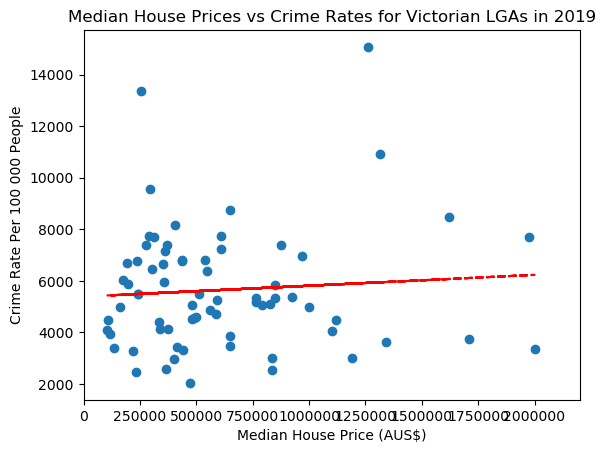 Median House Prices vs Crime Rates for Victorian LGAs in 2019
14000
12000
10000
8000
6000
4000
2000
Crime Rate Per 100 000 People
0 250000 500000 750000 1000000 1250000 1500000 1750000 2000000
Median House Price (AUS$)